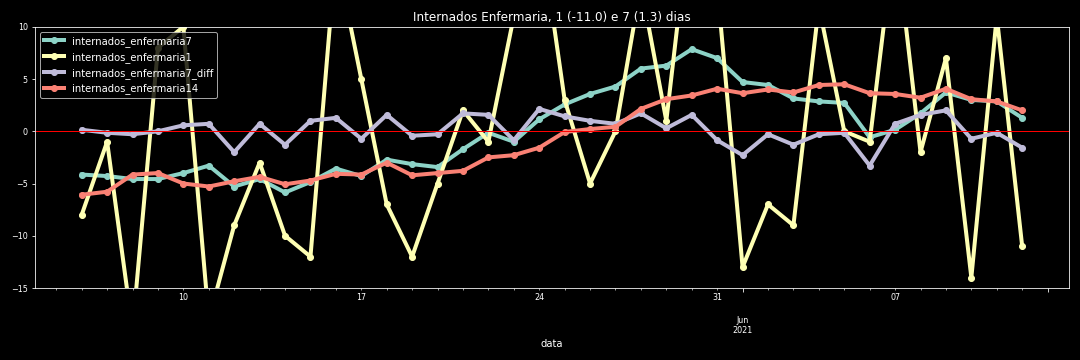 Internados Enfermaria, 1 (-11.0) e 7 (1.3) dias
internados_enfermaria7
internados_enfermaria1
internados_enfermaria7_diff
internados_enfermaria14
10
5
0
−5
−10
−15
10
17
24
31
07
Jun
2021
data